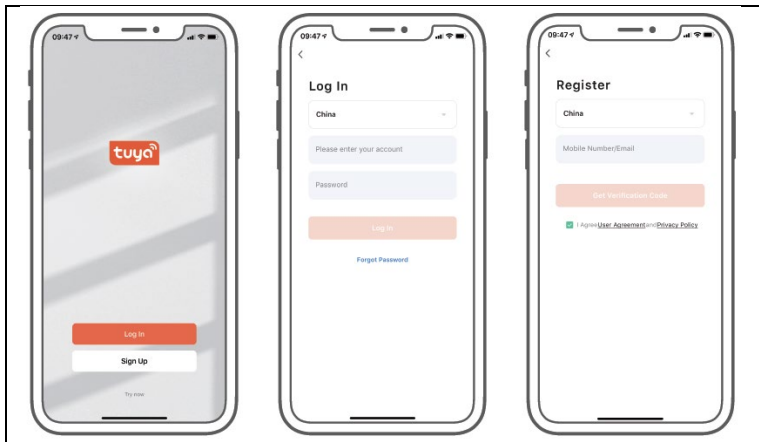 09:47
tuya
Log In
Sign Up
Try now
09:47
Log In
China
Please enter your account
Password
Log In
Forgot Password
09:47
Register
China
Mobile Number/Email
Get Verification Code
I Agree User Agreement and Privacy Policy